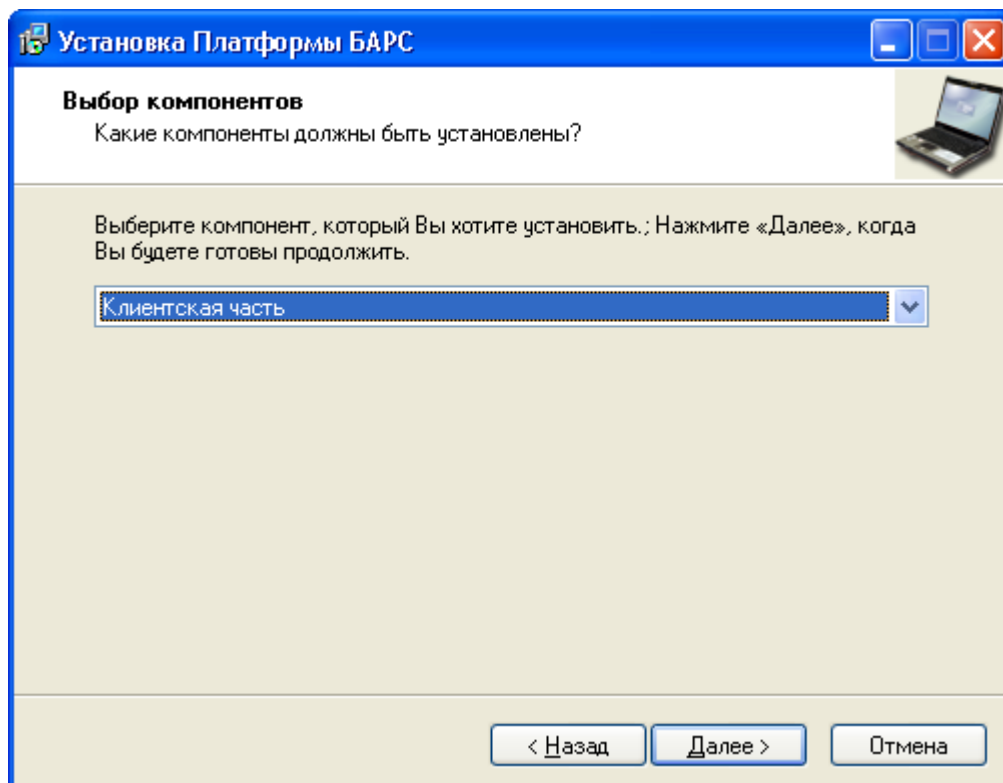 Установка Платформы БАРС
Выбор компонентов
Какие компоненты должны быть установлены?
Выберите компонент, который Вы хотите установить.; Нажмите «Далее», когда
Вы будете готовы продолжить.
Клиентская часть
< Назад
Далее >
Отмена